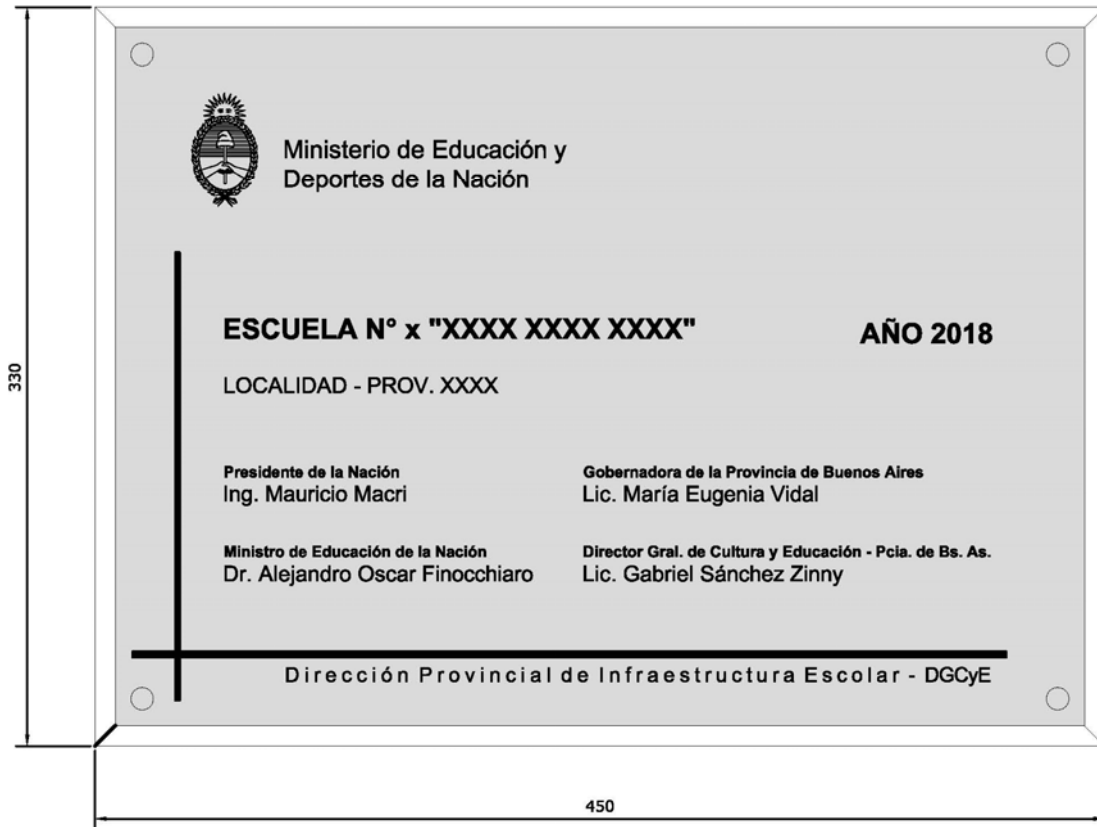 Ministerio de Educación y
Deportes de la Nación
ESCUELA N° x "XXXX XXXX XXXX"
AÑO 2018
LOCALIDAD - PROV. XXXX
Presidente de la Nación
Ing. Mauricio Macri
Gobernadora de la Provincia de Buenos Aires
Lic. María Eugenia Vidal
Ministro de Educación de la Nación
Dr. Alejandro Oscar Finocchiaro
Director Gral. de Cultura y Educación - Pcia. de Bs. As.
Lic. Gabriel Sánchez Zinny
Dirección Provincial de Infraestructura Escolar - DGCyE
330
450